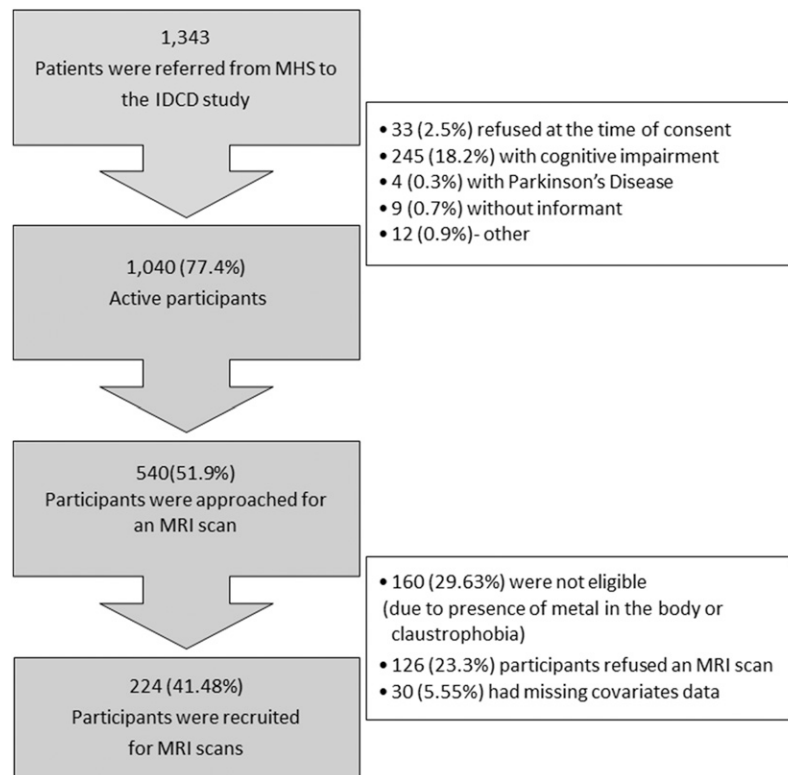 1,343
Patients were referred from MHS to
the IDCD study
• 33 (2.5%) refused at the time of consent
• 245 (18.2%) with cognitive impairment
• 4 (0.3%) with Parkinson's Disease
• 9 (0.7%) without informant
• 12 (0.9%)- other
1,040 (77.4%)
Active participants
540(51.9%)
Participants were approached for
an MRI scan
• 160 (29.63%) were not eligible
(due to presence of metal in the body or
claustrophobia)
• 126 (23.3%) participants refused an MRI scan
• 30 (5.55%) had missing covariates data
224 (41.48%)
Participants were recruited
for MRI scans